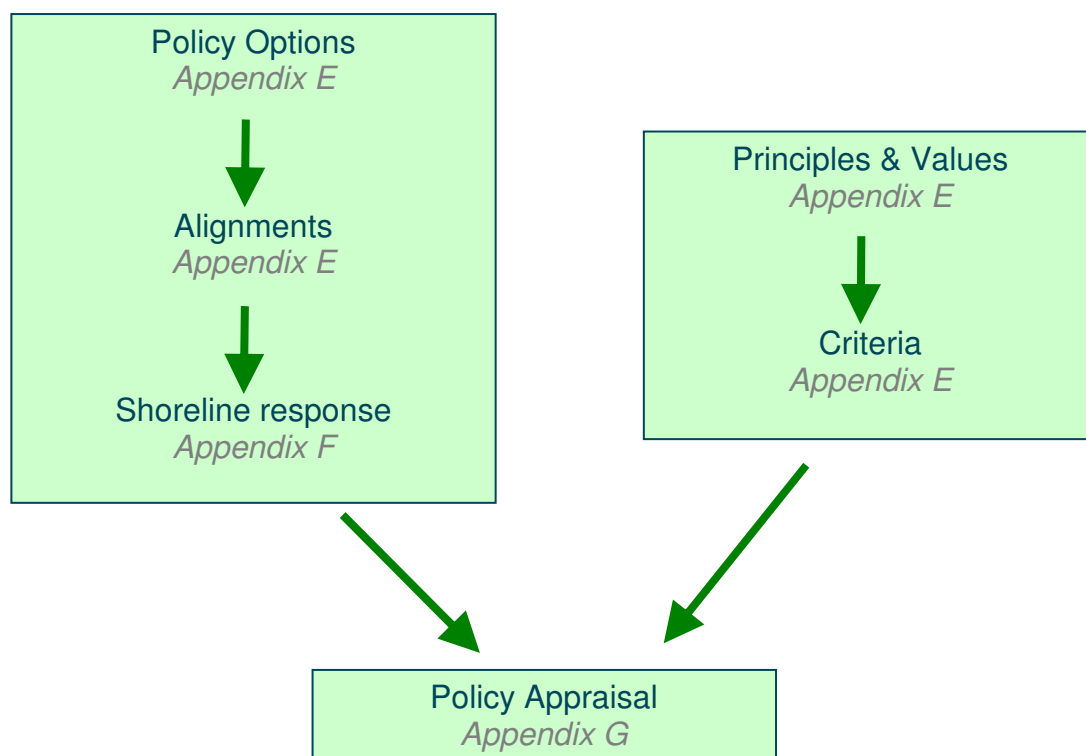 Policy Options
Appendix E
Alignments
Appendix E
Shoreline response
Appendix F
Principles & Values
Appendix E
Criteria
Appendix E
Policy Appraisal
Appendix G